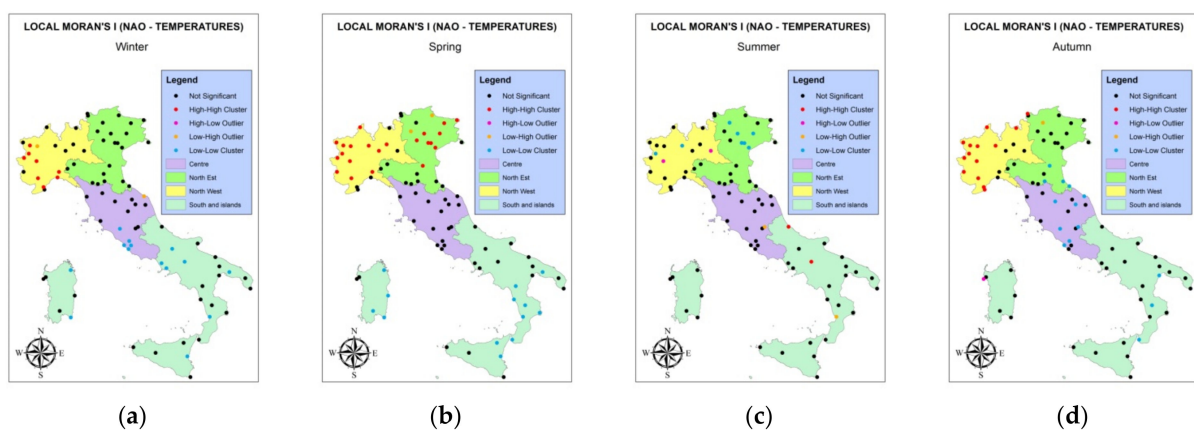 LOCAL MORAN'S I (NAO - TEMPERATURES)
Winter
Legend
Not Significant
High-High Cluster
High-Low Outlier
Low-High Outlier
Low-Low Cluster
Centre
North Est
North West
South and islands
N
W E
S
(a)
LOCAL MORAN'S I (NAO - TEMPERATURES)
Spring
Legend
Not Significant
High-High Cluster
High-Low Outlier
Low-High Outlier
Low-Low Cluster
Centre
North Est
North West
South and islands
N
W E
S
(b)
LOCAL MORAN'S I (NAO - TEMPERATURES)
Summer
Legend
Not Significant
High-High Cluster
High-Low Outlier
Low-High Outlier
Low-Low Cluster
Centre
North Est
North West
South and islands
N
W E
S
(c)
LOCAL MORAN'S I (NAO - TEMPERATURES)
Autumn
Legend
Not Significant
High-High Cluster
High-Low Outlier
Low-High Outlier
Low-Low Cluster
Centre
North Est
North West
South and islands
N
W E
S
(d)